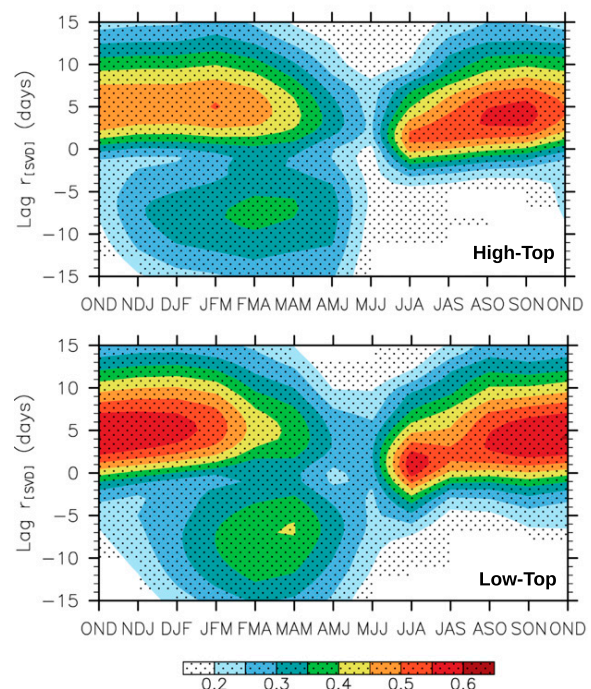 15
10
5
0
−5
−10
−15
Lag r[SVD] (days)
High-Top
OND NDJ DJF JFM FMA MAM AMJ MJJ JJA JAS ASO SON OND
15
10
5
0
−5
−10
−15
Lag r[SVD] (days)
Low-Top
OND NDJ DJF JFM FMA MAM AMJ MJJ JJA JAS ASO SON OND
0.2 0.3 0.4 0.5 0.6